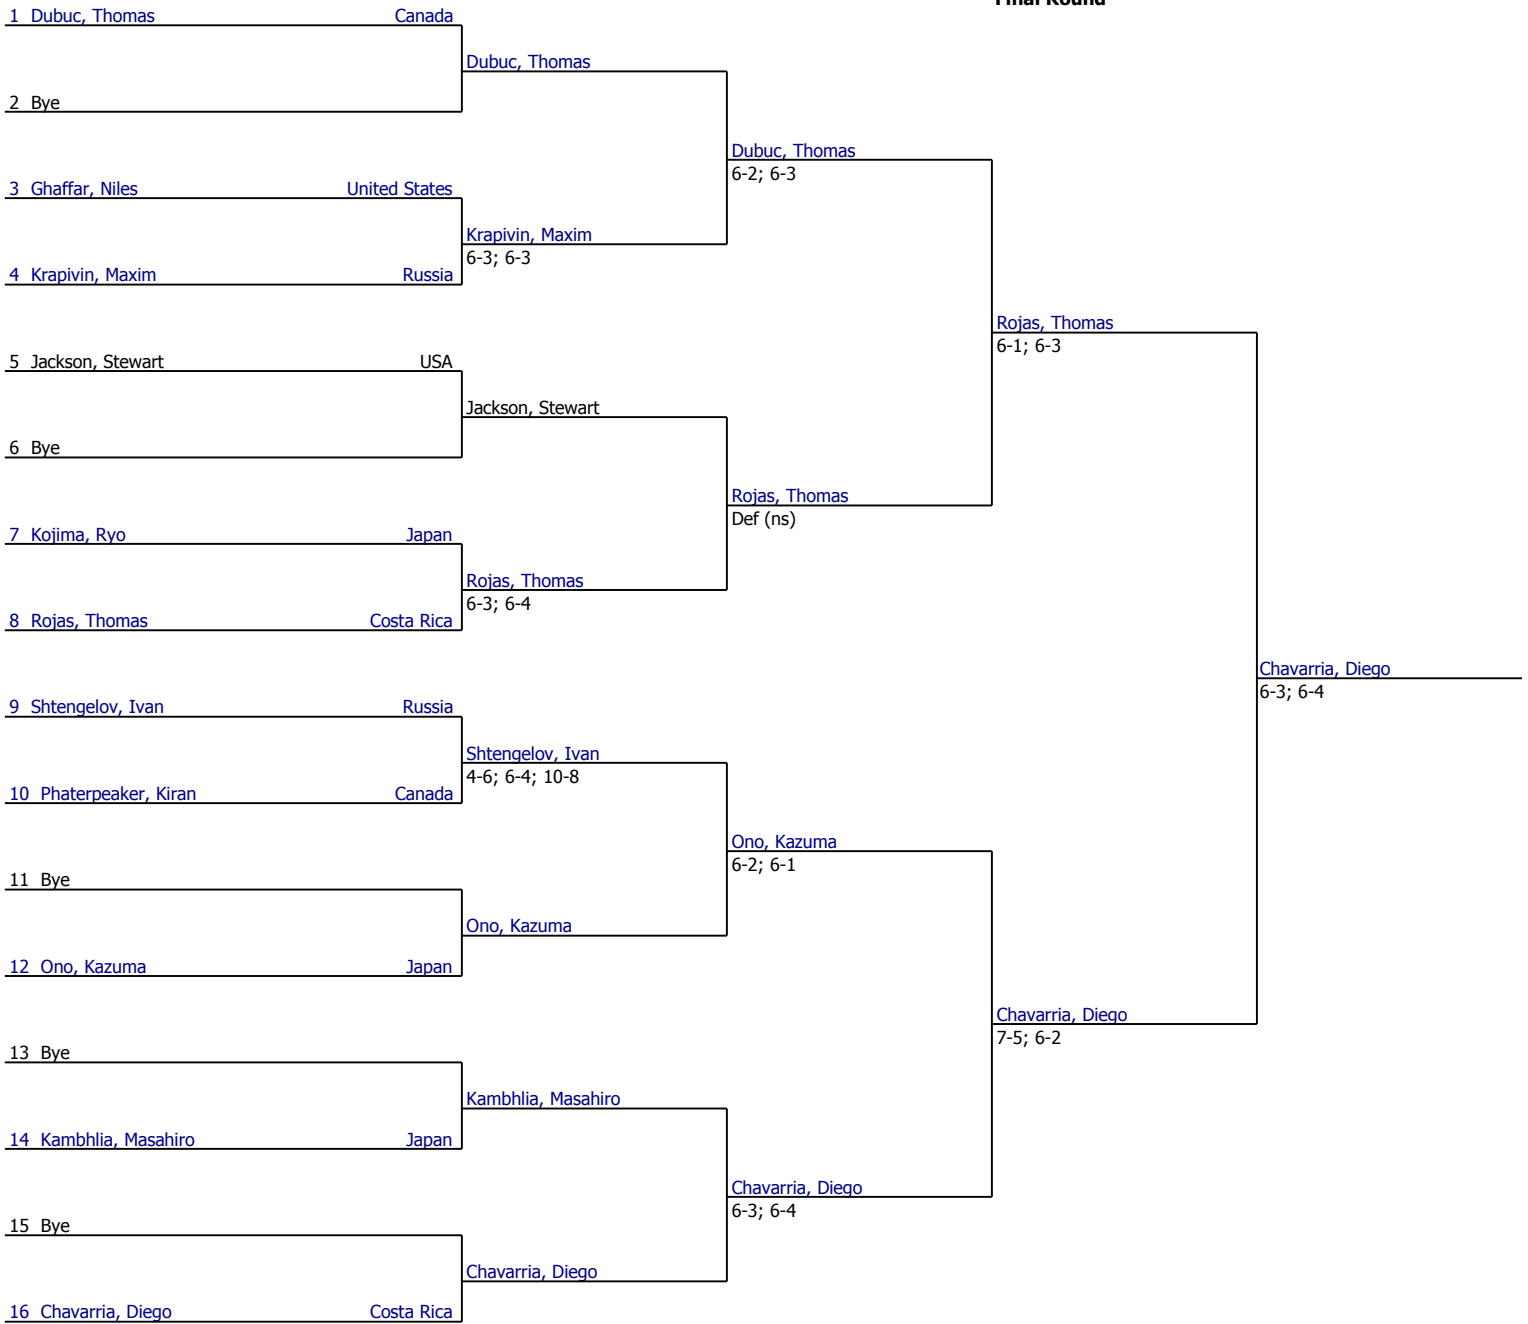 Final Round
1 Dubuc, Thomas Canada
Dubuc, Thomas
2 Bye
Dubuc, Thomas
6-2; 6-3
3 Ghaffar, Niles United States
Krapivin, Maxim
6-3; 6-3
4 Krapivin, Maxim Russia
Rojas, Thomas
6-1; 6-3
5 Jackson, Stewart USA
Jackson, Stewart
6 Bye
Rojas, Thomas
Def (ns)
7 Kojima, Ryo Japan
Rojas, Thomas
6-3; 6-4
8 Rojas, Thomas Costa Rica
Chavarria, Diego
6-3; 6-4
9 Shtengelov, Ivan Russia
Shtengelov, Ivan
4-6; 6-4; 10-8
10 Phaterpeaker, Kiran Canada
Ono, Kazuma
6-2; 6-1
11 Bye
Ono, Kazuma
12 Ono, Kazuma Japan
Chavarria, Diego
7-5; 6-2
13 Bye
Kambhlia, Masahiro
14 Kambhlia, Masahiro Japan
Chavarria, Diego
6-3; 6-4
15 Bye
Chavarria, Diego
16 Chavarria, Diego Costa Rica